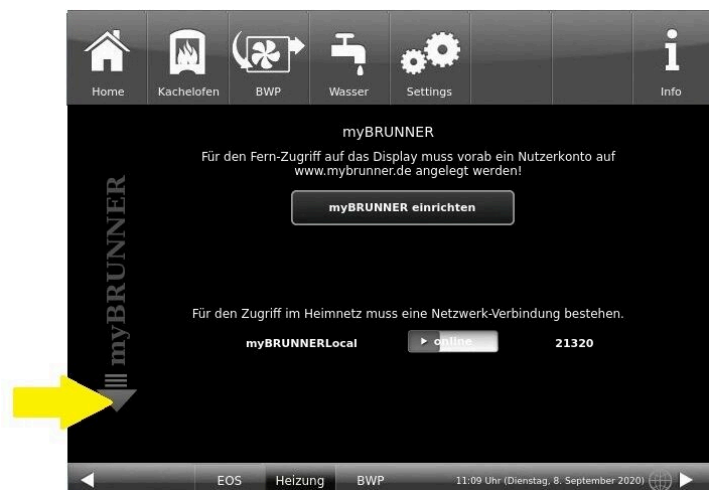 Home Kachelofen BWP Wasser Settings Info
myBRUNNER
Für den Fern-Zugriff auf das Display muss vorab ein Nutzerkonto auf
www.mybrunner.de angelegt werden!
myBRUNNER einrichten
myBRUNNER
Für den Zugriff im Heimnetz muss eine Netzwerk-Verbindung bestehen.
myBRUNNERLocal online 21320
EOS Heizung BWP 11:09 Uhr (Dienstag, 8. September 2020)